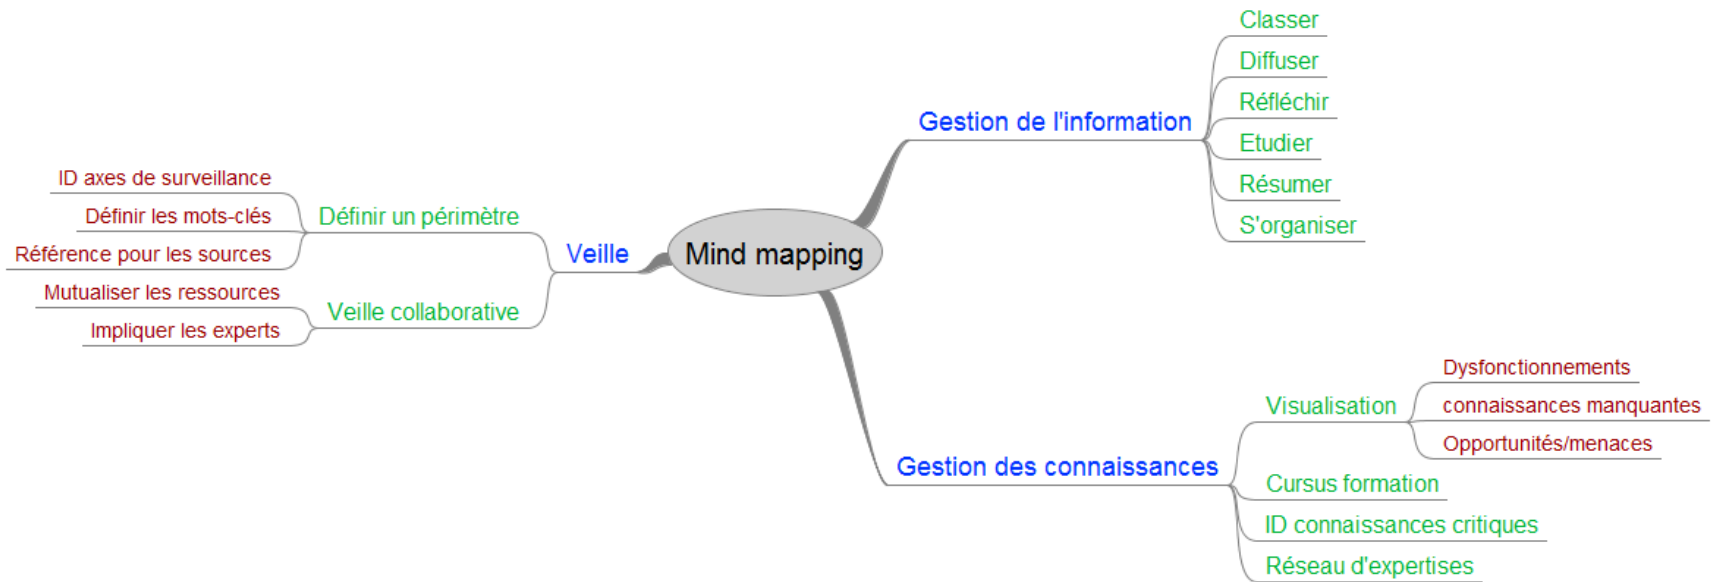 Mind mapping
Gestion de l'information
Classer
Diffuser
Réfléchir
Etudier
Résumer
S'organiser
Gestion des connaissances
Visualisation
Dysfonctionnements
connaissances manquantes
Opportunités/menaces
Cursus formation
ID connaissances critiques
Réseau d'expertises
Veille
Définir un périmètre
ID axes de surveillance
Définir les mots-clés
Référence pour les sources
Veille collaborative
Mutualiser les ressources
Impliquer les experts